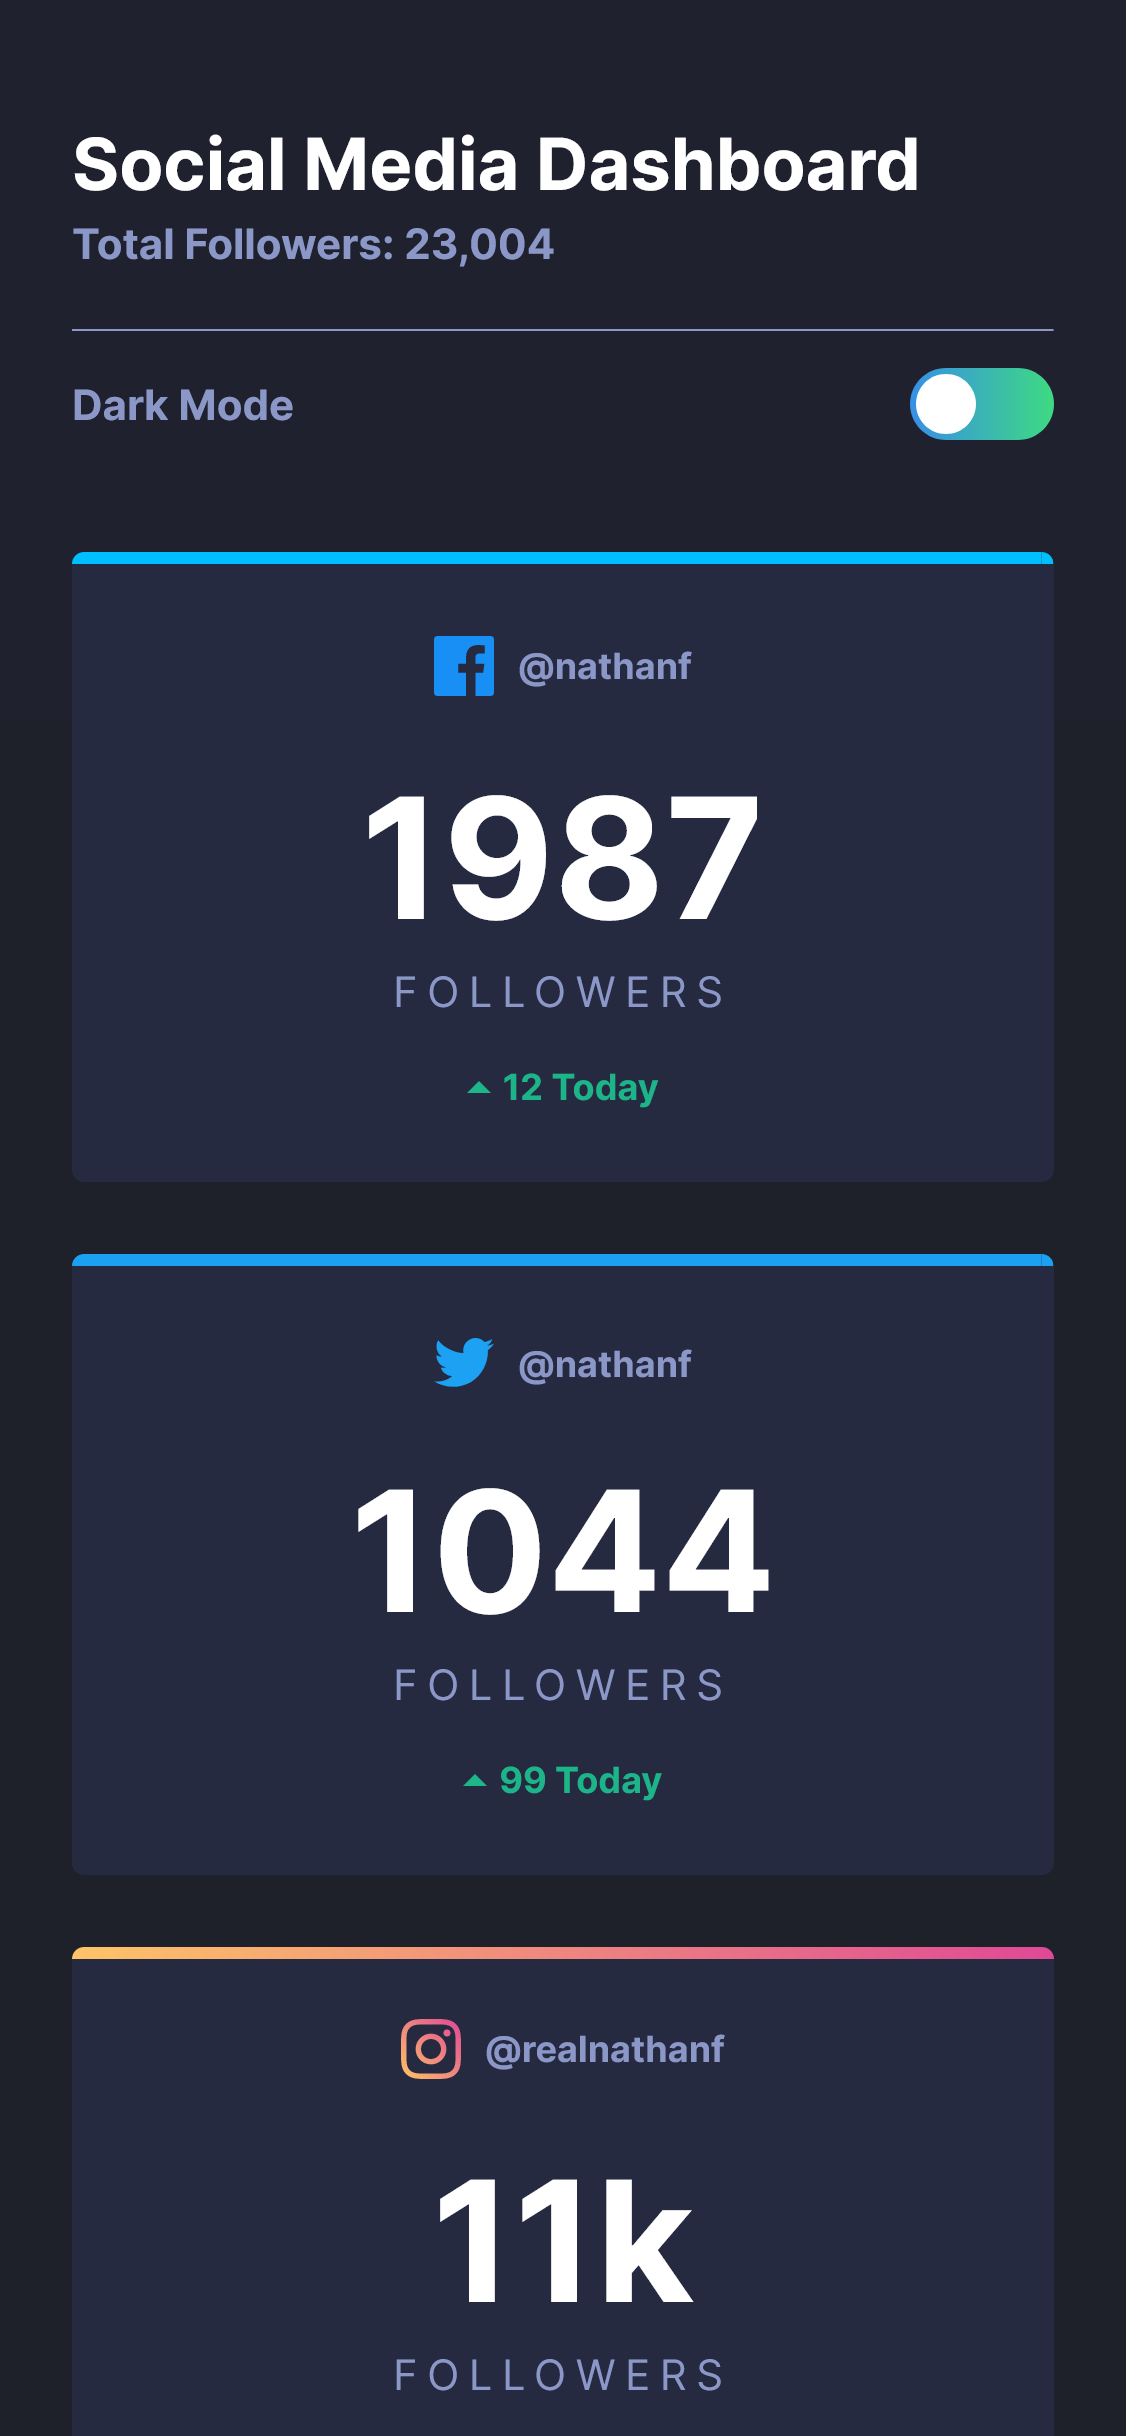 Social Media Dashboard
Total Followers: 23,004
Dark Mode
@nathanf
1987
FOLLOWERS
12 Today
@nathanf
1044
FOLLOWERS
99 Today
@realnathanf
11k
FOLLOWERS